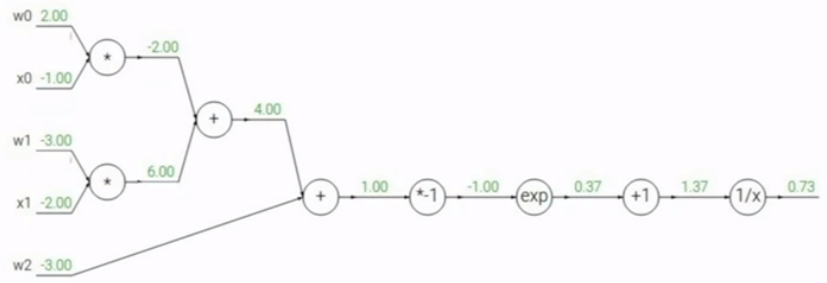 w0 2.00
-2.00
*
x0 -1.00
4.00
+
w1 -3.00
6.00
*
x1 -2.00
+ 1.00 *-1 -1.00 exp 0.37 +1 1.37 1/x 0.73
w2 -3.00